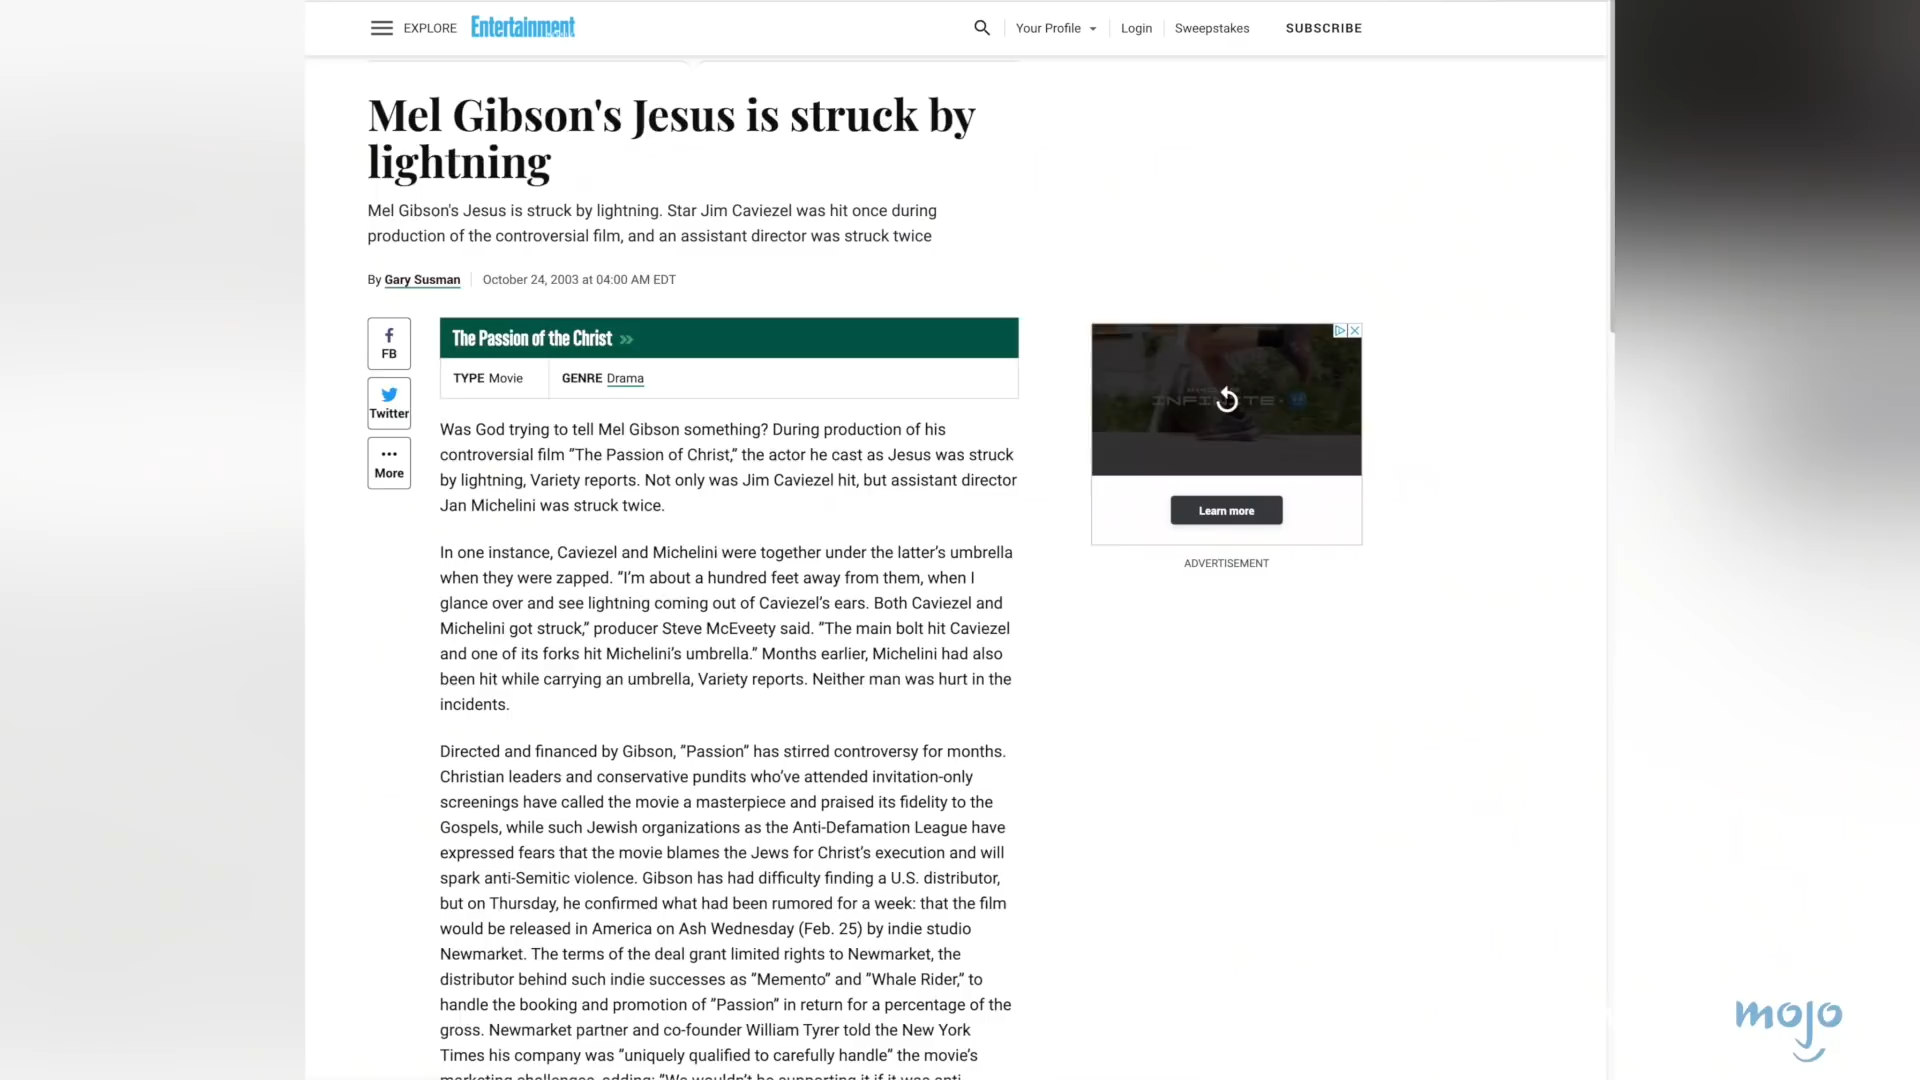 EXPLORE Entertainment Your Profile Login Sweepstakes SUBSCRIBE
Mel Gibson's Jesus is struck by
lightning
Mel Gibson's Jesus is struck by lightning. Star Jim Caviezel was hit once during
production of the controversial film, and an assistant director was struck twice
By Gary Susman October 24, 2003 at 04:00 AM EDT
FB
Twitter
More
The Passion of the Christ »
TYPE Movie GENRE Drama
Was God trying to tell Mel Gibson something? During production of his
controversial film ”The Passion of Christ,” the actor he cast as Jesus was struck
by lightning, Variety reports. Not only was Jim Caviezel hit, but assistant director
Jan Michelini was struck twice.
In one instance, Caviezel and Michelini were together under the latter’s umbrella
when they were zapped. ”I’m about a hundred feet away from them, when I
glance over and see lightning coming out of Caviezel’s ears. Both Caviezel and
Michelini got struck,” producer Steve McEveety said. ”The main bolt hit Caviezel
and one of its forks hit Michelini’s umbrella.” Months earlier, Michelini had also
been hit while carrying an umbrella, Variety reports. Neither man was hurt in the
incidents.
Directed and financed by Gibson, ”Passion” has stirred controversy for months.
Christian leaders and conservative pundits who’ve attended invitation-only
screenings have called the movie a masterpiece and praised its fidelity to the
Gospels, while such Jewish organizations as the Anti-Defamation League have
expressed fears that the movie blames the Jews for Christ’s execution and will
spark anti-Semitic violence. Gibson has had difficulty finding a U.S. distributor,
but on Thursday, he confirmed what had been rumored for a week: that the film
would be released in America on Ash Wednesday (Feb. 25) by indie studio
Newmarket. The terms of the deal grant limited rights to Newmarket, the
distributor behind such indie successes as ”Memento” and ”Whale Rider,” to
handle the booking and promotion of ”Passion” in return for a percentage of the
gross. Newmarket partner and co-founder William Tyrer told the New York
Times his company was ”uniquely qualified to carefully handle” the movie’s
marketing challenges, adding: ”We wouldn’t be supporting it if it was anti-
INFINITE
Learn more
ADVERTISEMENT
mojo